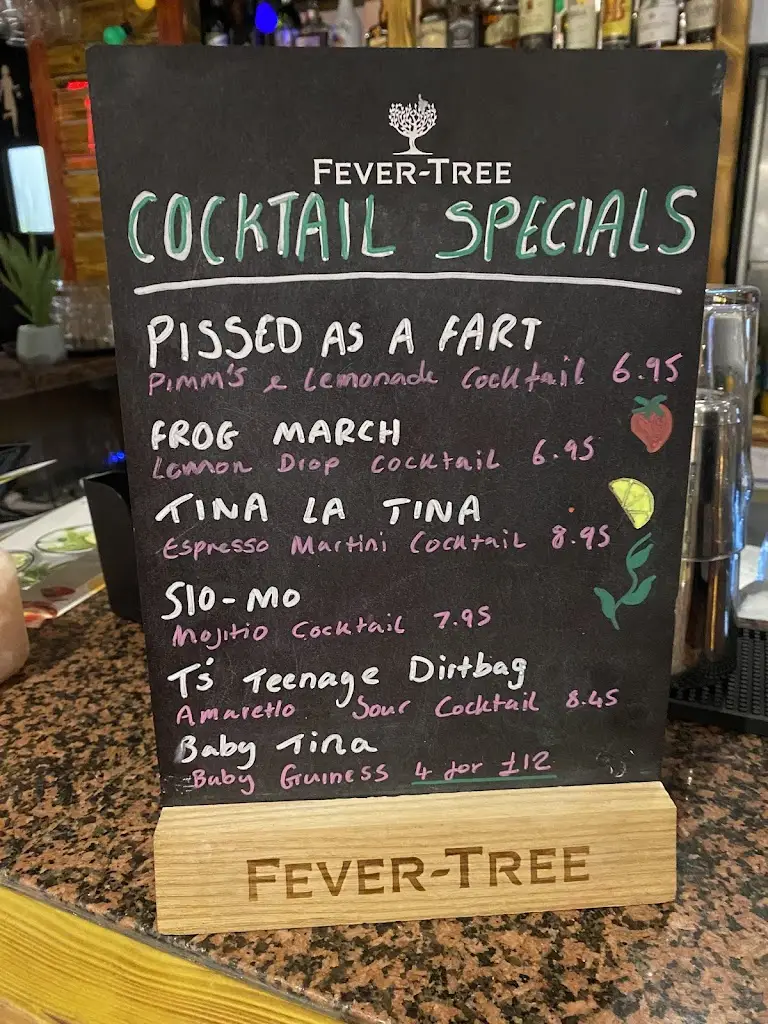 FEVER-TREE
COCKTAIL SPECIALS
PISSED AS A FART
Pimm's & Lemonade Cocktail 6.95
FROG MARCH
Lemon Drop Cocktail 6.95
TINA LA TINA
Espresso Martini Cocktail 8.95
SlO-MO
Mojitio Cocktail 7.95
T's Teenage Dirtbag
Amaretto Sour Cocktail 8.45
Baby Tina
Baby Guiness 4 for £12
FEVER-TREE